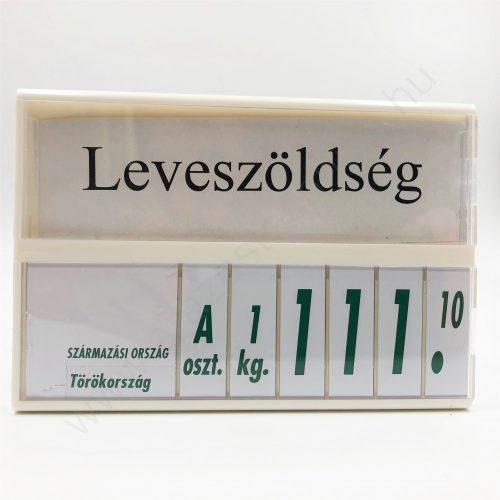 Leveszöldség
SZÁRMAZÁSI ORSZÁG
Törökország
A
oszt.
1
kg.
111.10